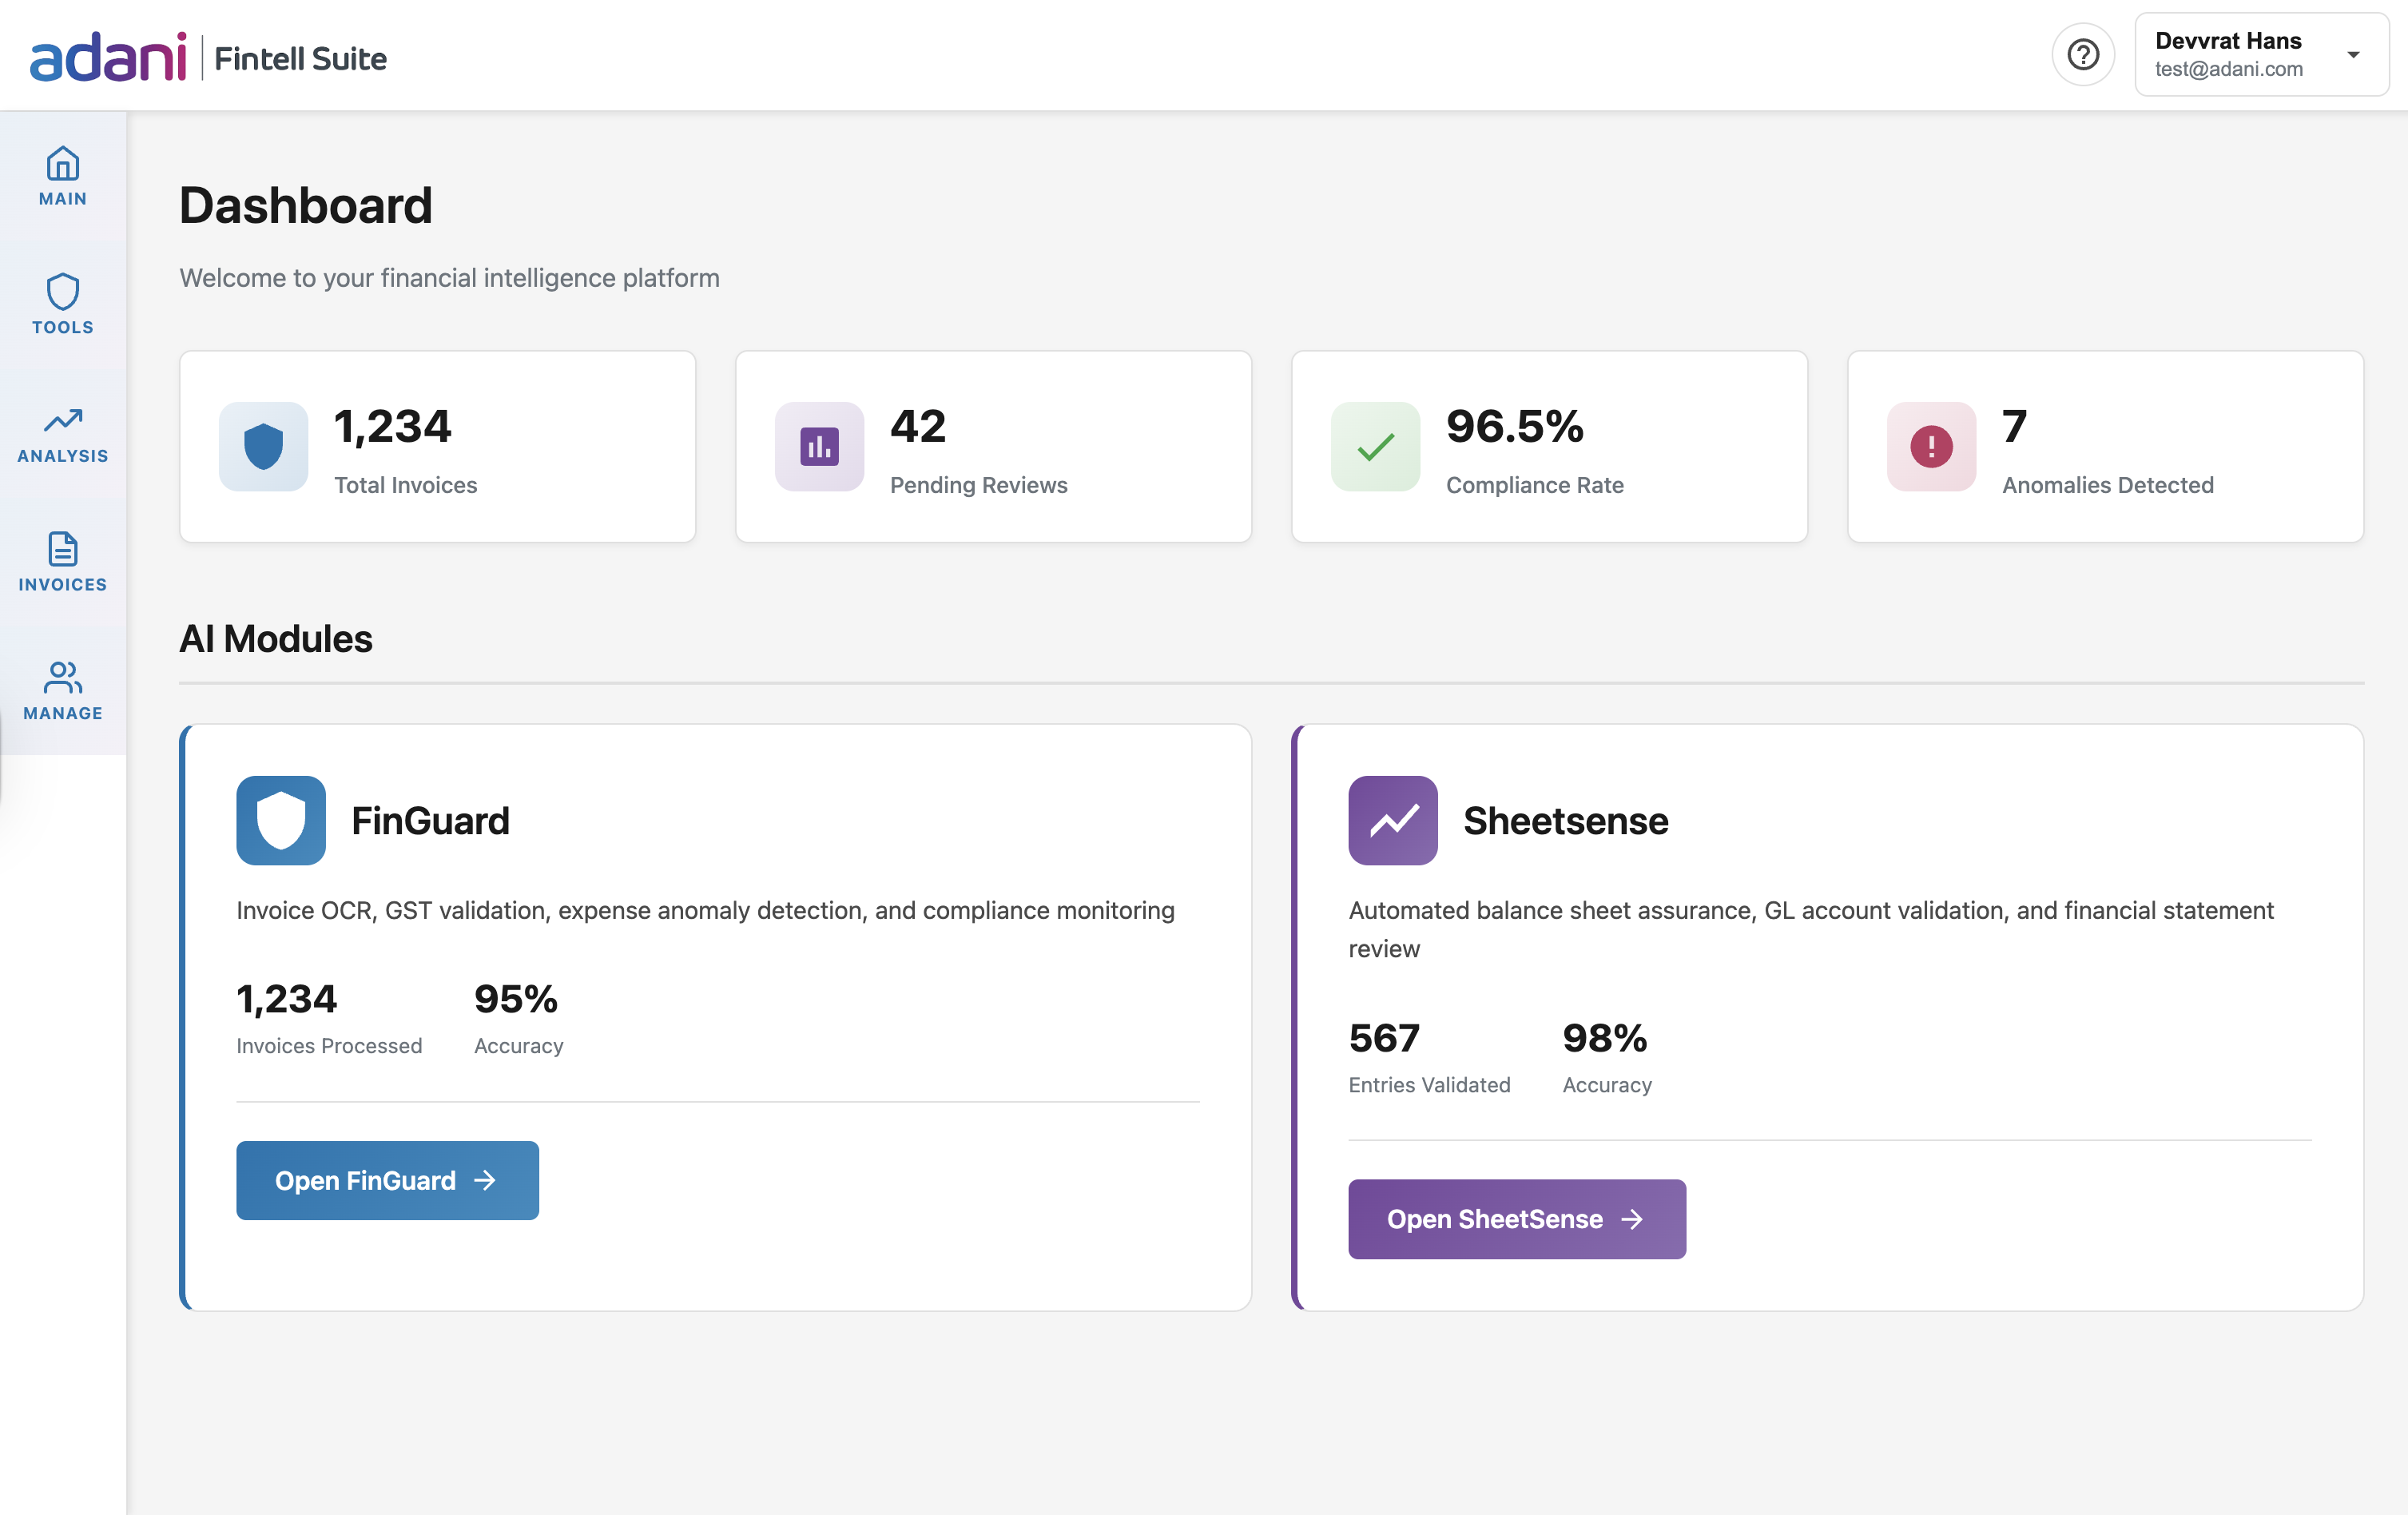 adani Fintell Suite
Devvrat Hans
test@adani.com
MAIN
TOOLS
ANALYSIS
INVOICES
MANAGE
Dashboard
Welcome to your financial intelligence platform
1,234
Total Invoices
42
Pending Reviews
96.5%
Compliance Rate
7
Anomalies Detected
AI Modules
FinGuard
Invoice OCR, GST validation, expense anomaly detection, and compliance monitoring
1,234
Invoices Processed
95%
Accuracy
Open FinGuard →
Sheetsense
Automated balance sheet assurance, GL account validation, and financial statement
review
567
Entries Validated
98%
Accuracy
Open SheetSense →